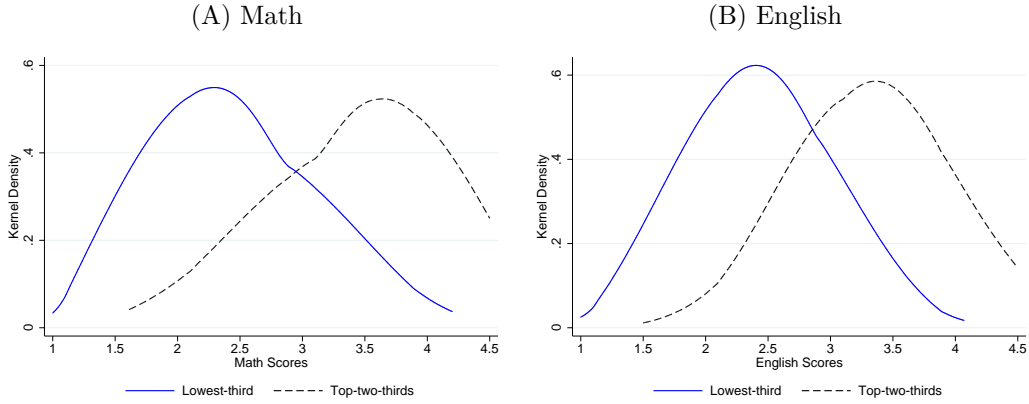 (A) Math
.6
.4
.2
0
Kernel Density
1 1.5 2 2.5 3 3.5 4 4.5
Math Scores
Lowest-third Top-two-thirds
(B) English
.6
.4
.2
0
Kernel Density
1 1.5 2 2.5 3 3.5 4 4.5
English Scores
Lowest-third Top-two-thirds